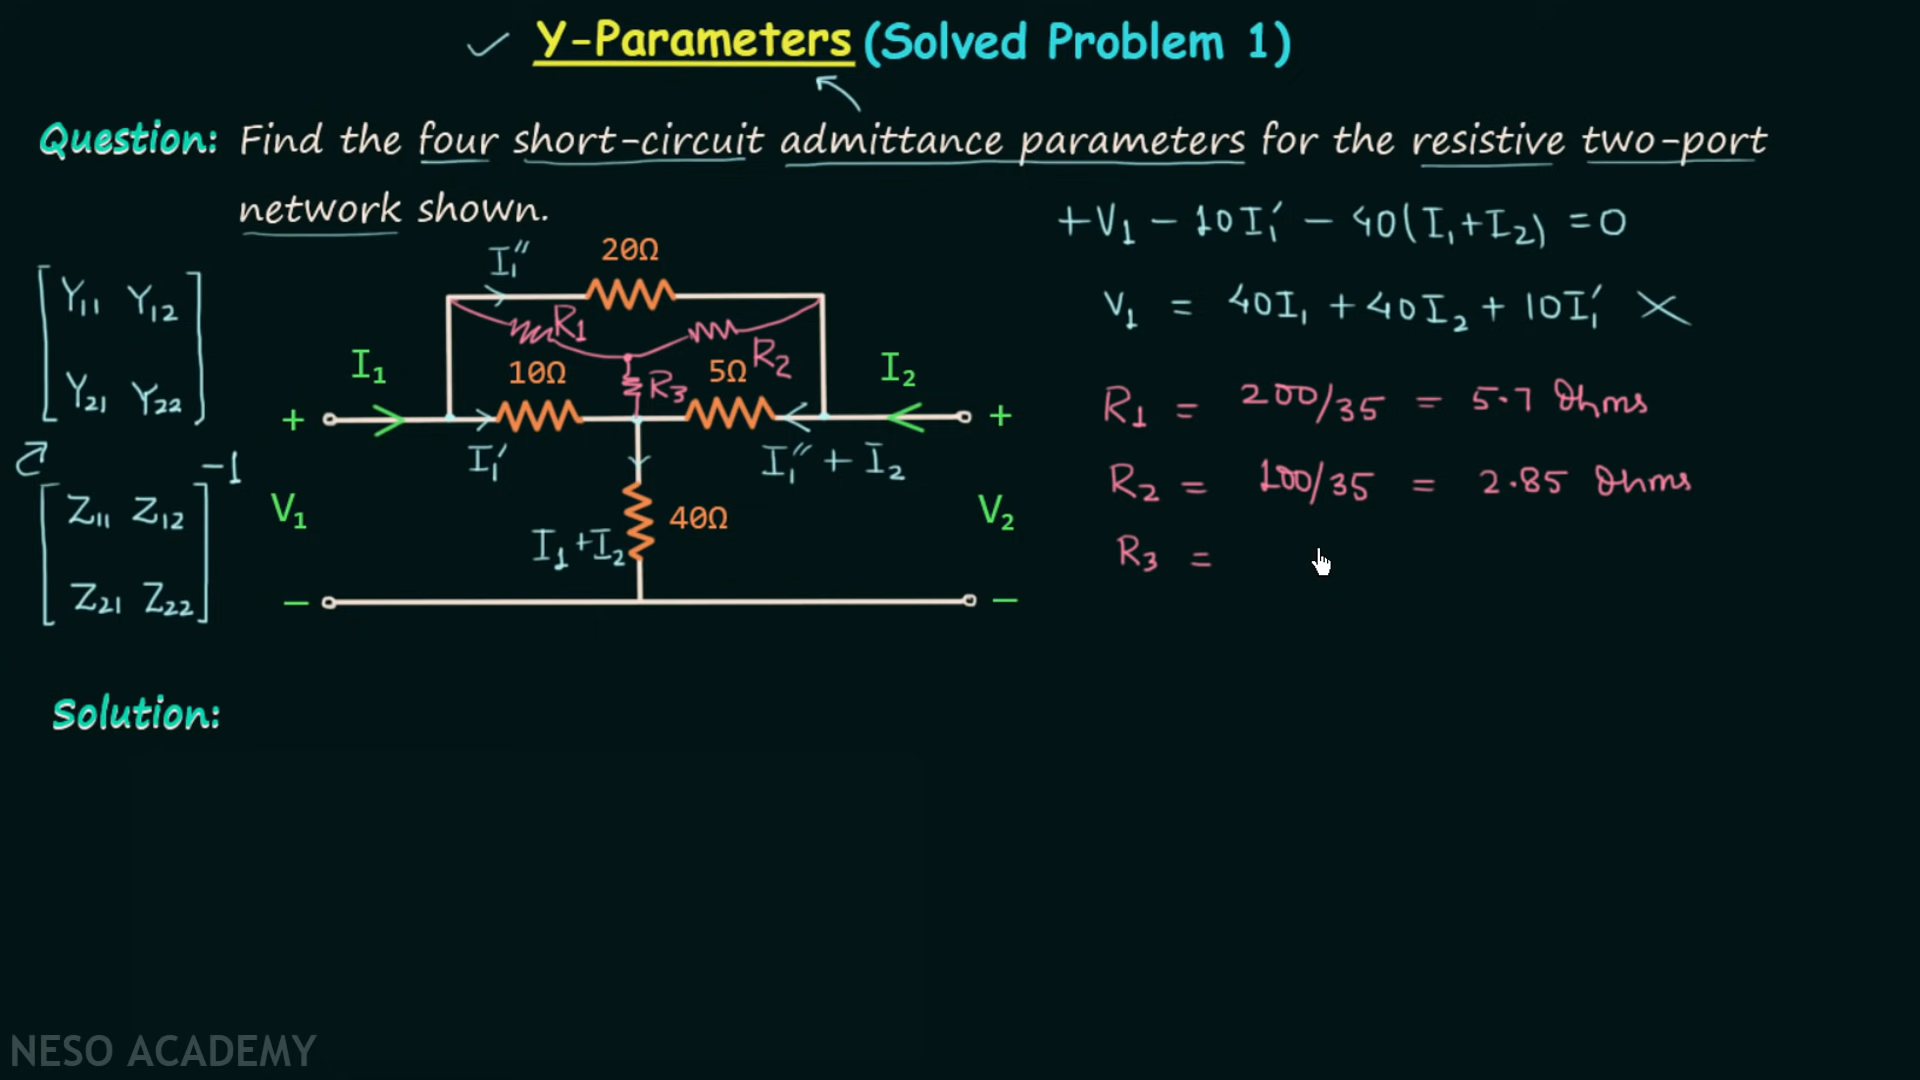 ✓ Y-Parameters (Solved Problem 1)
Question: Find the four short-circuit admittance parameters for the resistive two-port
network shown.
+V₁ − 10I₁′ − 40(I₁+I₂) = 0
V₁ = 40I₁ + 40I₂ + 10I₁′ ×
R₁ = 200/35 = 5.7 Ohms
R₂ = 100/35 = 2.85 Ohms
R₃ =
Y₁₁ Y₁₂
Y₂₁ Y₂₂
−1
Z₁₁ Z₁₂
Z₂₁ Z₂₂
I₁″ 20Ω
R₁
R₂
I₁ 10Ω R₃ 5Ω I₂
+ +
I₁′ I₁″ + I₂
V₁ 40Ω V₂
I₁ + I₂
− −
Solution:
NESO ACADEMY